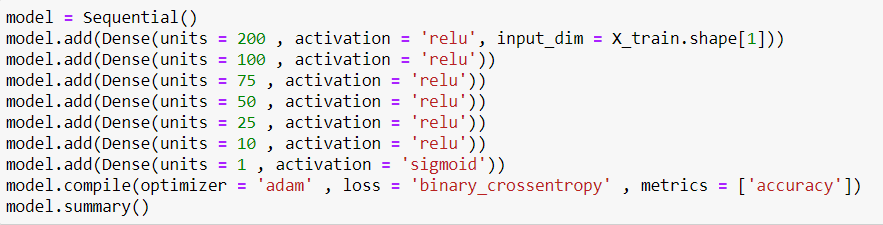 model = Sequential()
model.add(Dense(units = 200 , activation = 'relu', input_dim = X_train.shape[1]))
model.add(Dense(units = 100 , activation = 'relu'))
model.add(Dense(units = 75 , activation = 'relu'))
model.add(Dense(units = 50 , activation = 'relu'))
model.add(Dense(units = 25 , activation = 'relu'))
model.add(Dense(units = 10 , activation = 'relu'))
model.add(Dense(units = 1 , activation = 'sigmoid'))
model.compile(optimizer = 'adam' , loss = 'binary_crossentropy' , metrics = ['accuracy'])
model.summary()